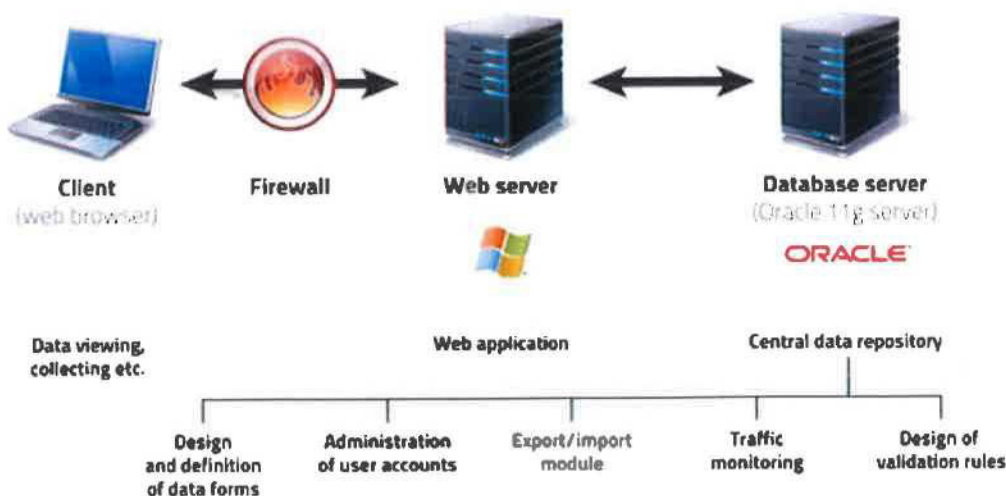 Client
(web browser)
Firewall
Web server
Database server
(Oracle 11g server)
ORACLE
Data viewing,
collecting etc.
Web application
Central data repository
Design
and definition
of data forms
Administration
of user accounts
Export/import
module
Traffic
monitoring
Design of
validation rules